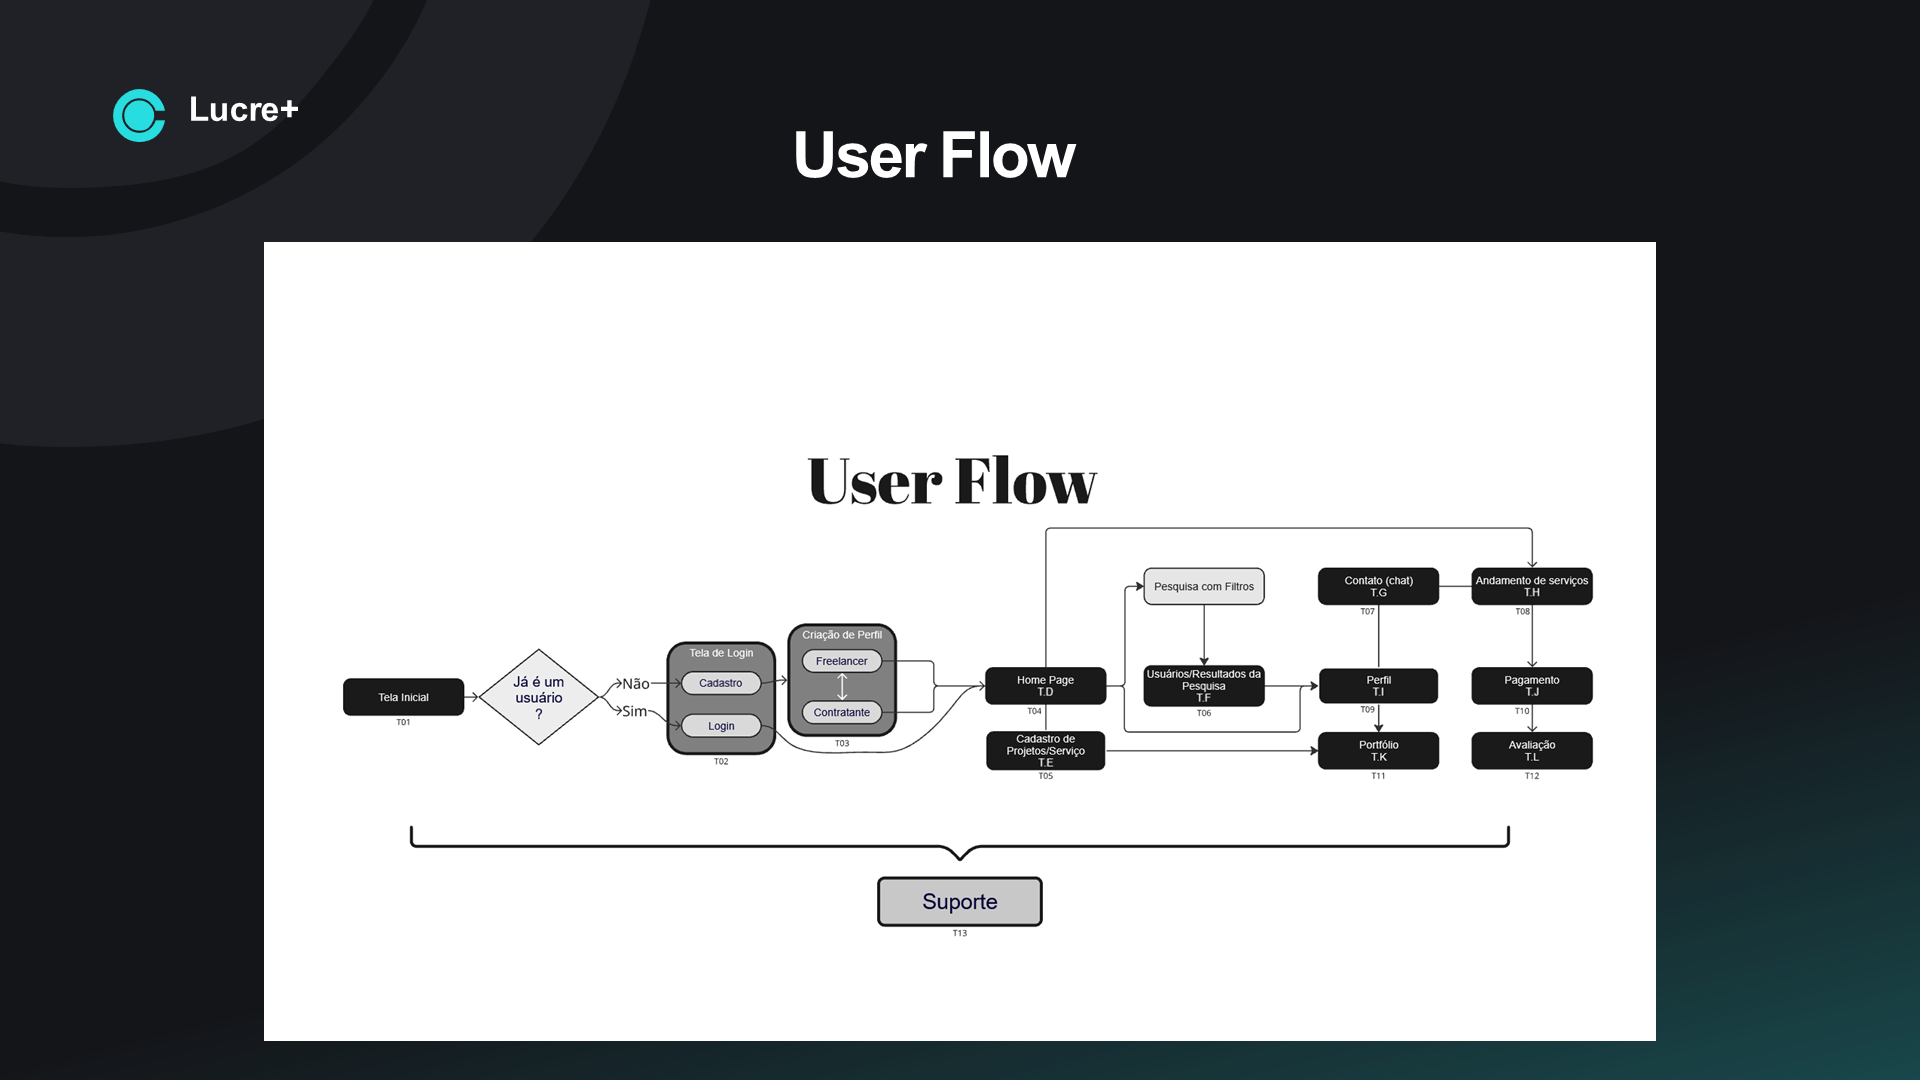 Lucre+
User Flow
User Flow
Tela Inicial
T01
Já é um
usuário
?
Não
Sim
Tela de Login
Cadastro
Login
T02
Criação de Perfil
Freelancer
Contratante
T03
Home Page
T.D
T04
Cadastro de
Projetos/Serviço
T.E
T05
Pesquisa com Filtros
Usuários/Resultados da
Pesquisa
T.F
T06
Contato (chat)
T.G
T07
Andamento de serviços
T.H
T08
Perfil
T.I
T09
Pagamento
T.J
T10
Portfólio
T.K
T11
Avaliação
T.L
T12
Suporte
T13